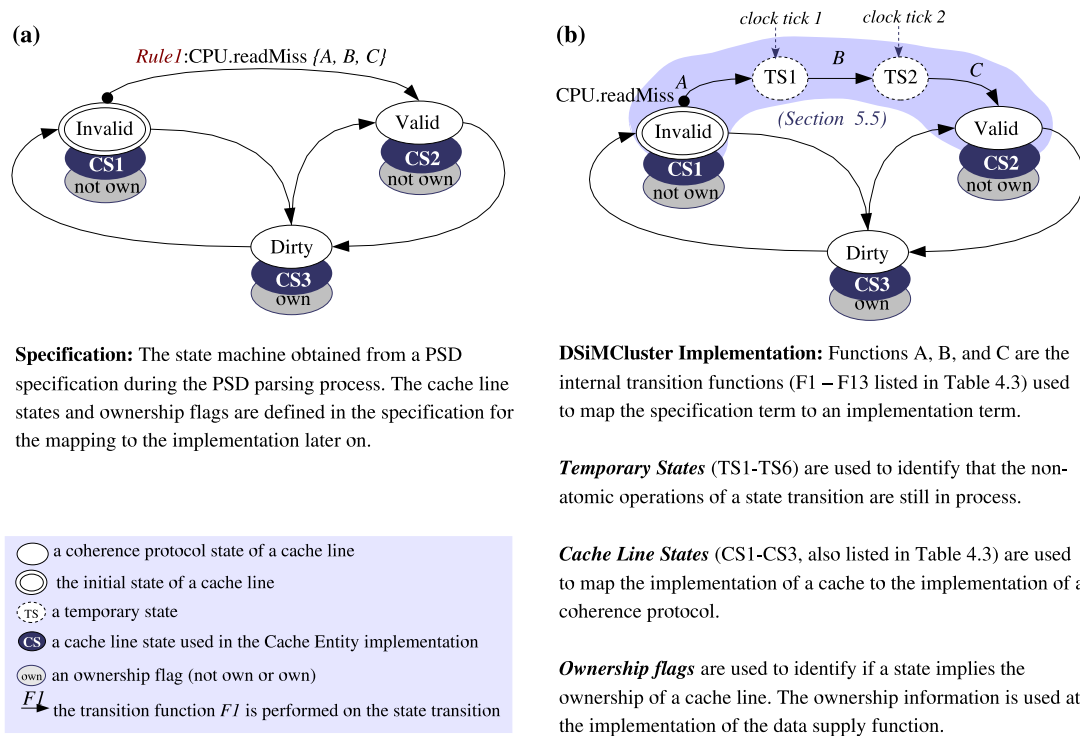 (a)
Rule1:CPU.readMiss {A, B, C}
Invalid
CS1
not own
Valid
CS2
not own
Dirty
CS3
own
Specification: The state machine obtained from a PSD
specification during the PSD parsing process. The cache line
states and ownership flags are defined in the specification for
the mapping to the implementation later on.
a coherence protocol state of a cache line
the initial state of a cache line
TS a temporary state
CS a cache line state used in the Cache Entity implementation
own an ownership flag (not own or own)
F1 the transition function F1 is performed on the state transition
(b)
clock tick 1
clock tick 2
A
TS1
B
TS2
C
CPU.readMiss
(Section 5.5)
Invalid
CS1
not own
Valid
CS2
not own
Dirty
CS3
own
DSiMCluster Implementation: Functions A, B, and C are the
internal transition functions (F1 – F13 listed in Table 4.3) used
to map the specification term to an implementation term.
Temporary States (TS1-TS6) are used to identify that the non-
atomic operations of a state transition are still in process.
Cache Line States (CS1-CS3, also listed in Table 4.3) are used
to map the implementation of a cache to the implementation of a
coherence protocol.
Ownership flags are used to identify if a state implies the
ownership of a cache line. The ownership information is used at
the implementation of the data supply function.